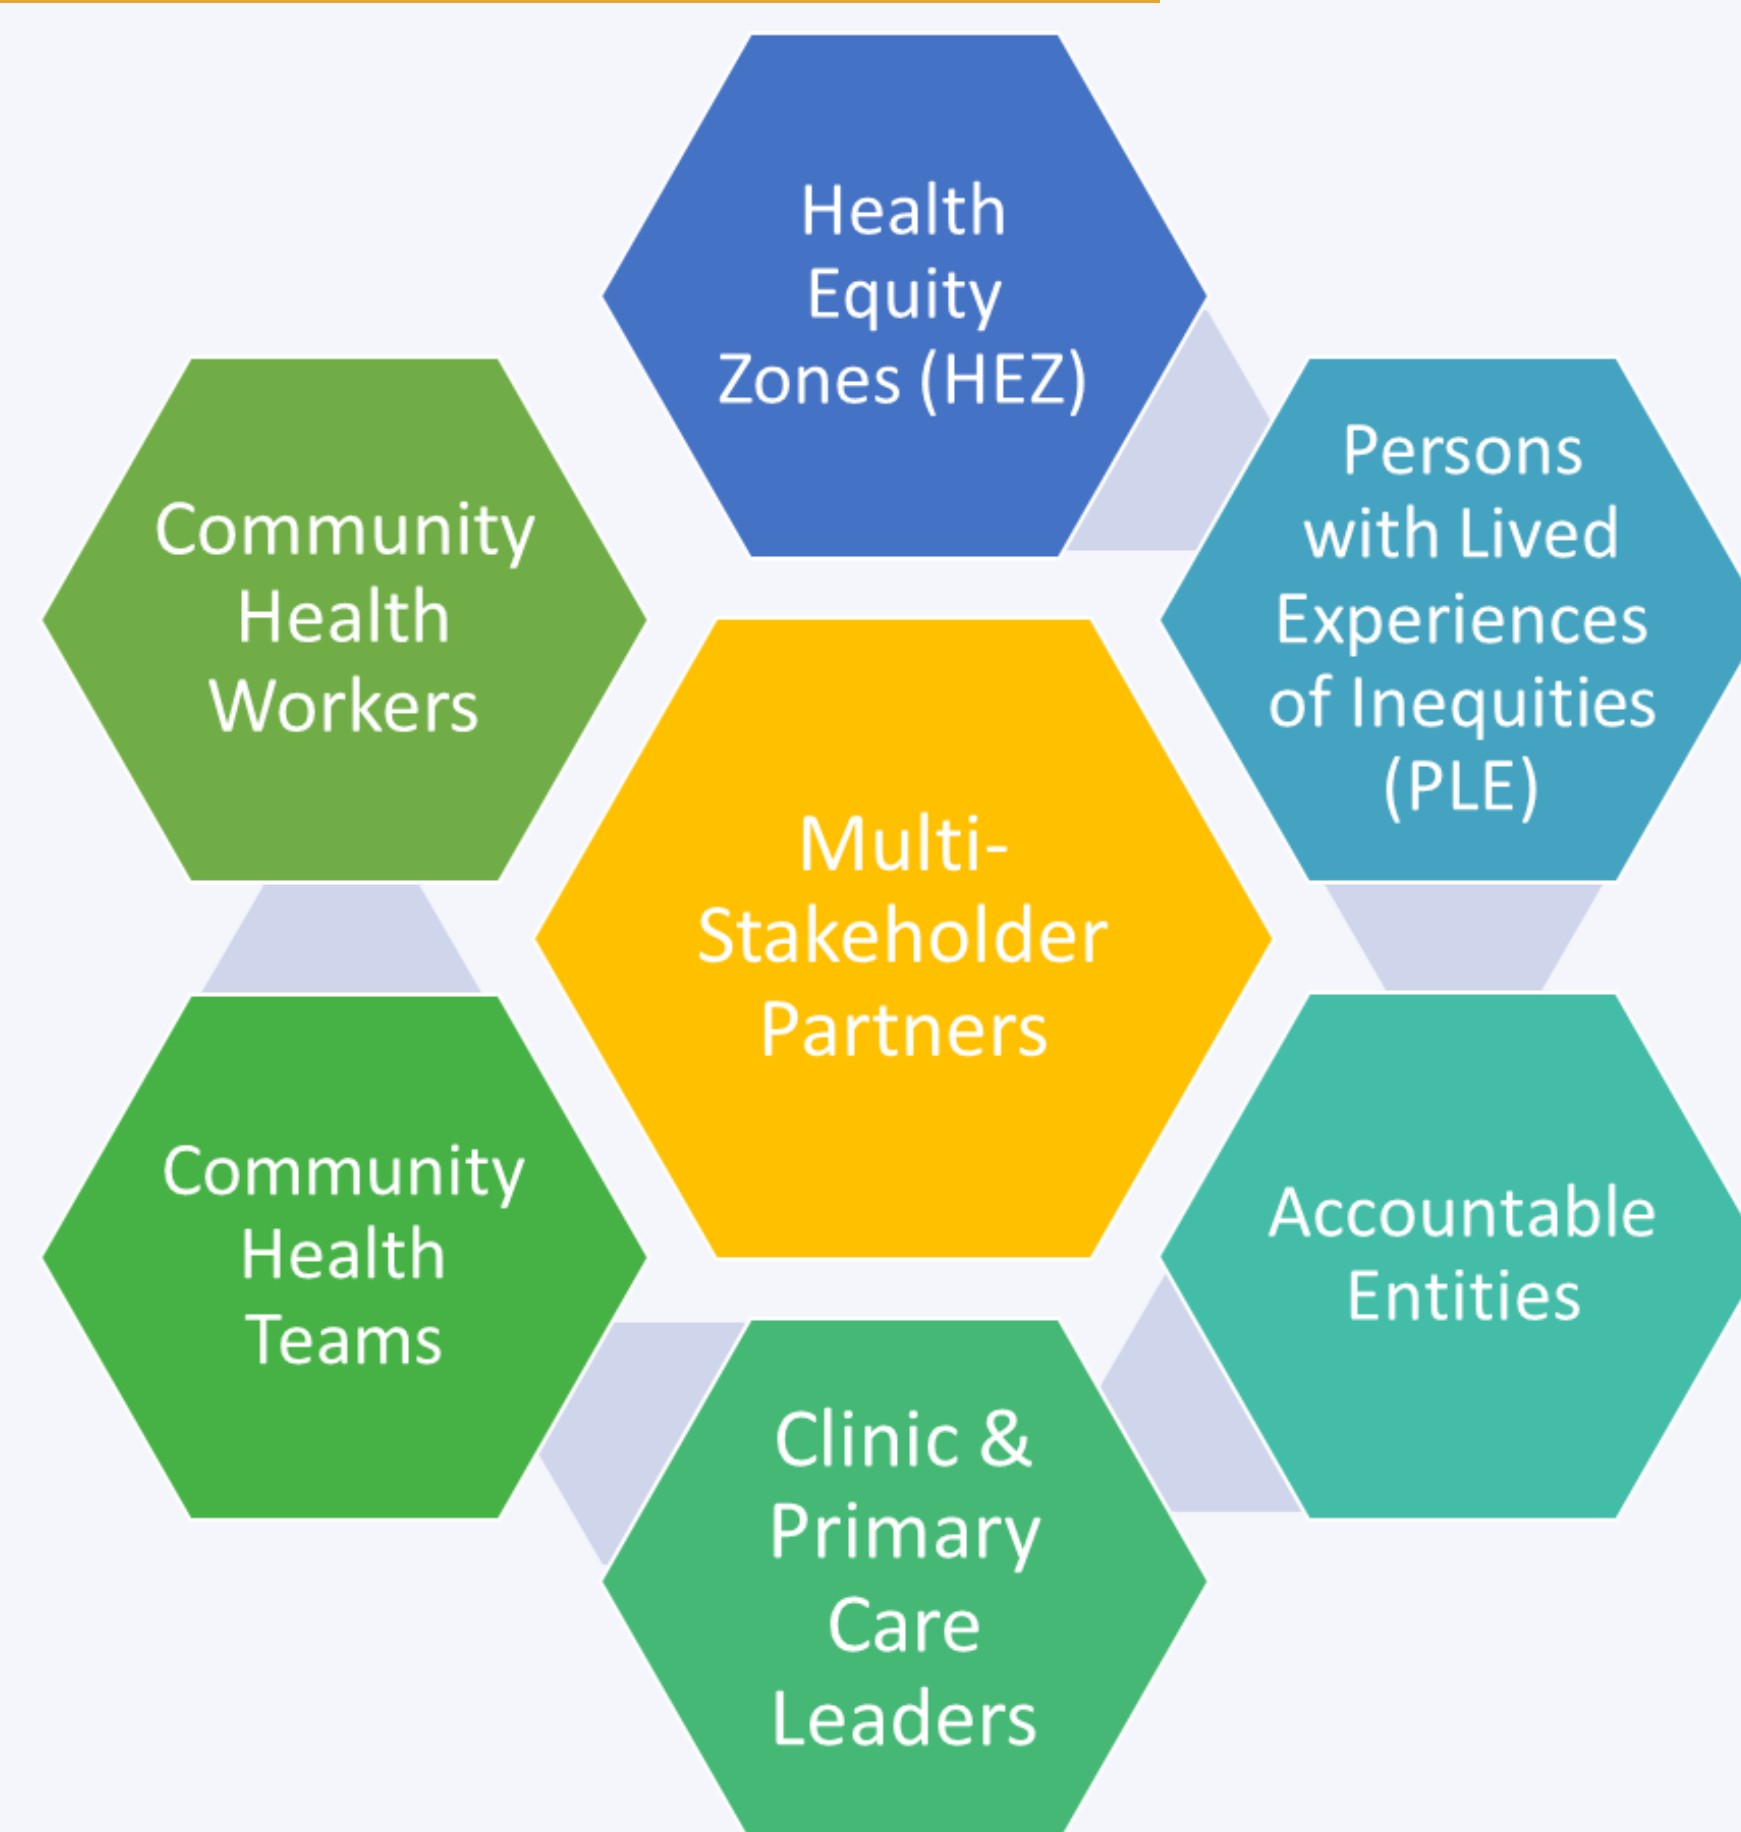 Health
Equity
Zones (HEZ)
Persons
with Lived
Experiences
of Inequities
(PLE)
Accountable
Entities
Clinic &
Primary
Care
Leaders
Community
Health
Teams
Community
Health
Workers
Multi-
Stakeholder
Partners